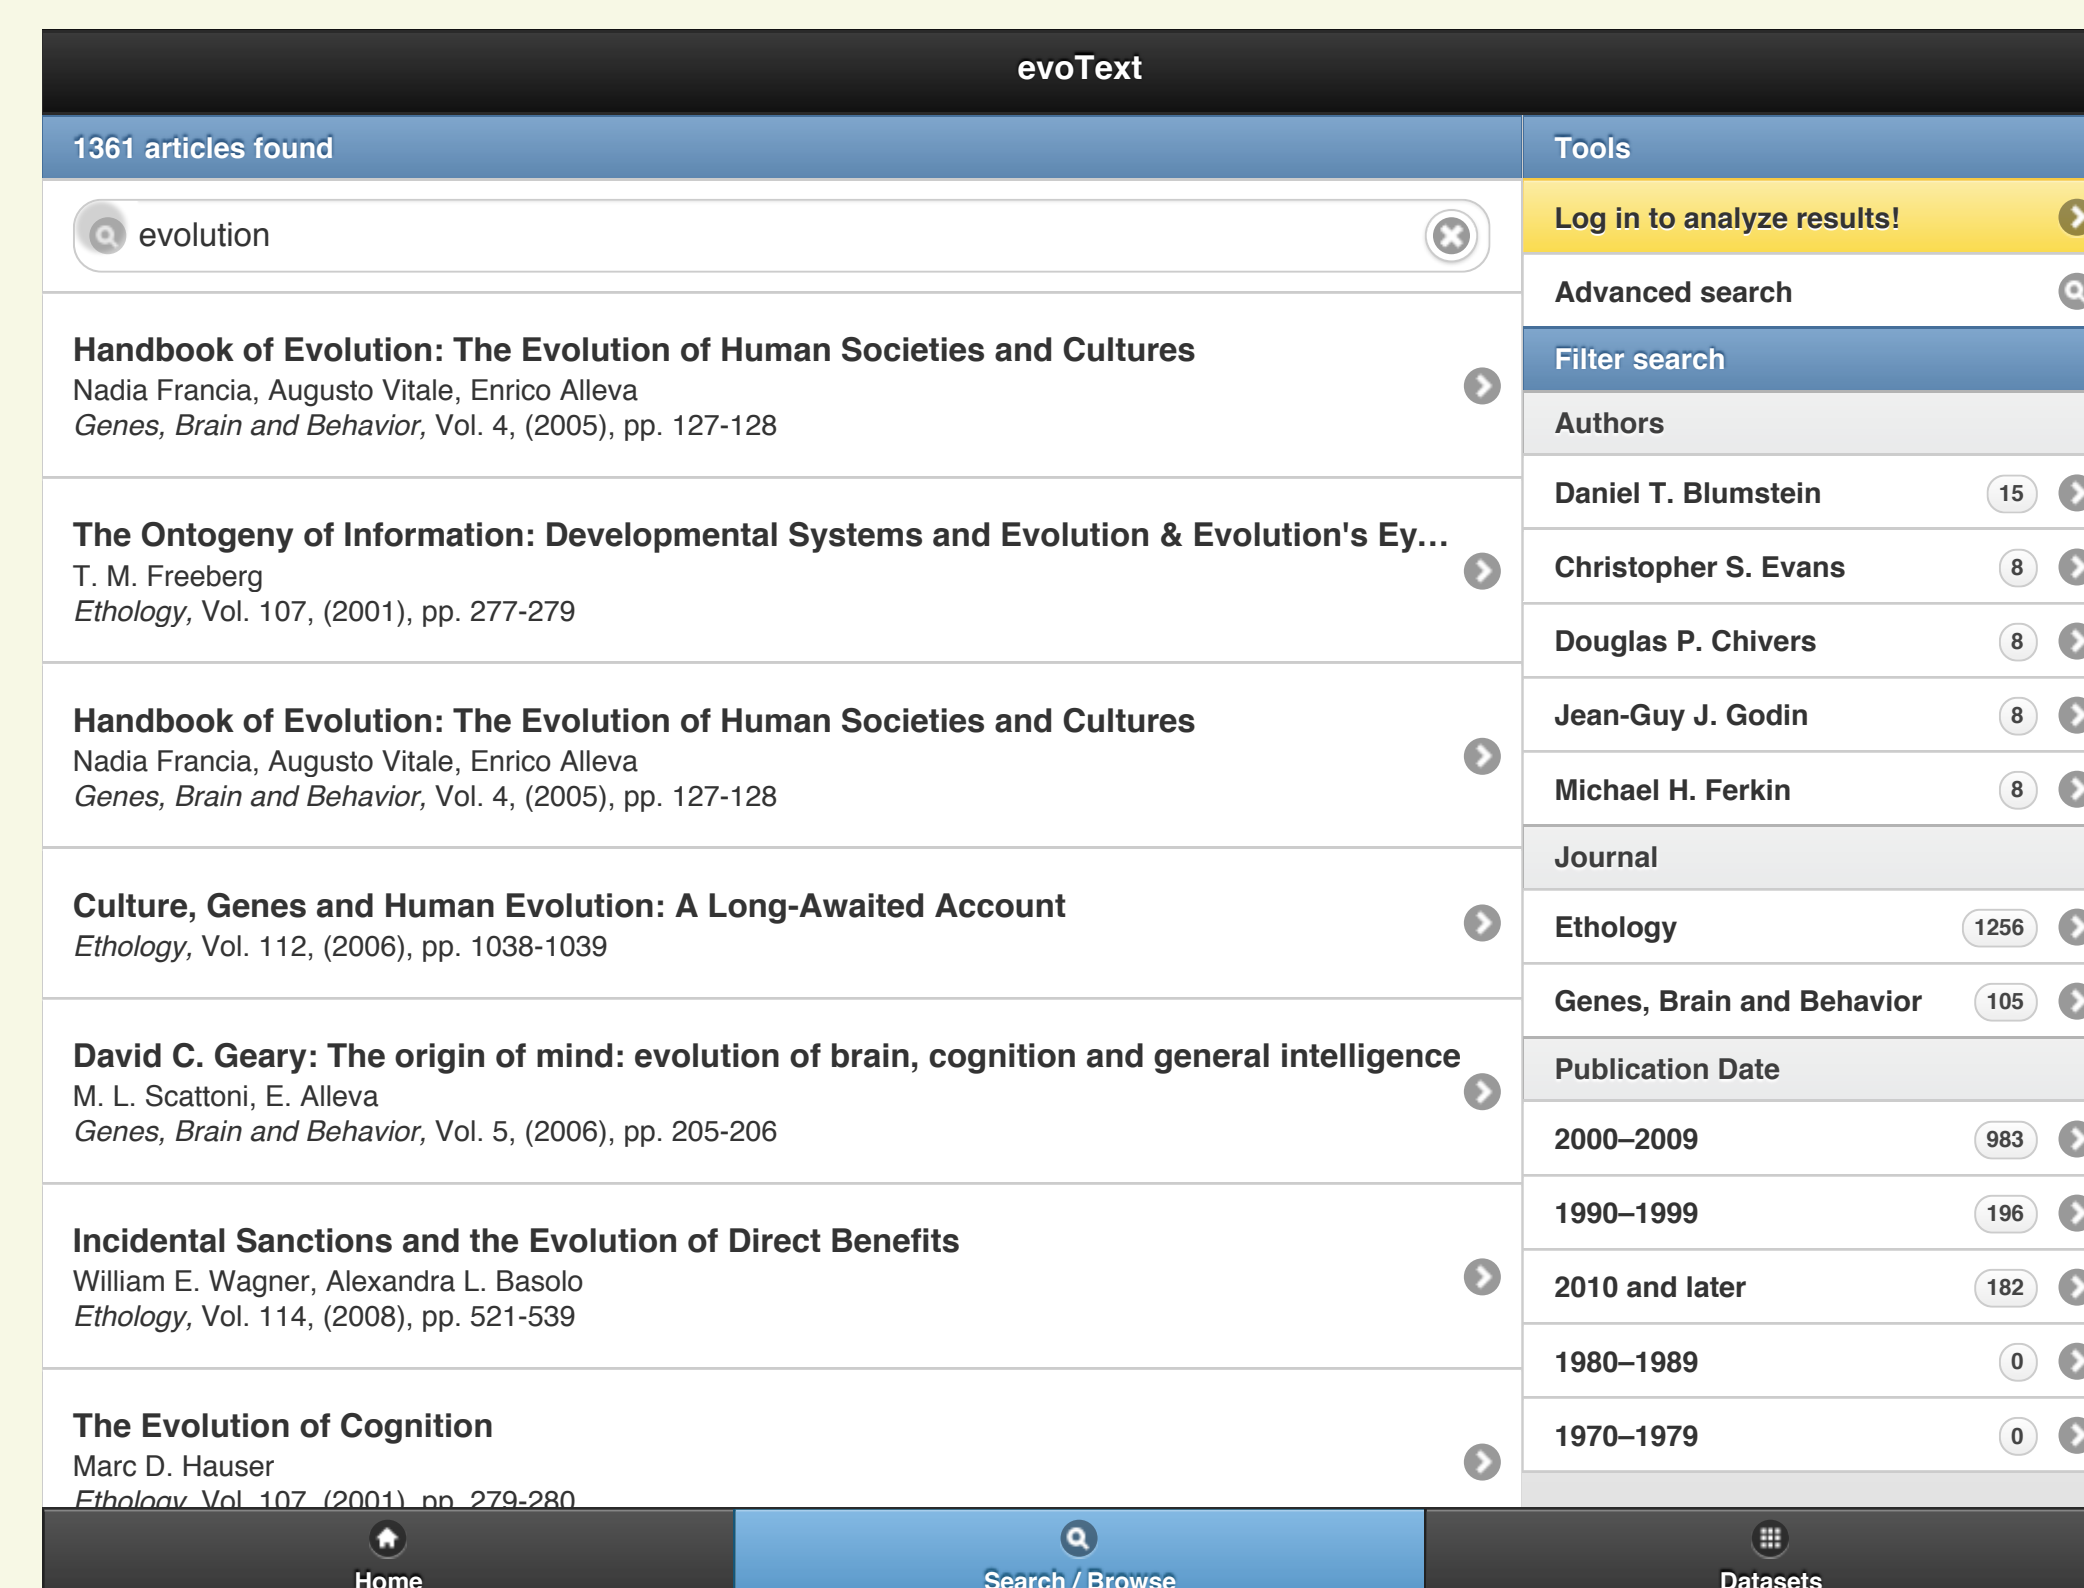 evoText
1361 articles found
evolution
Handbook of Evolution: The Evolution of Human Societies and Cultures
Nadia Francia, Augusto Vitale, Enrico Alleva
Genes, Brain and Behavior, Vol. 4, (2005), pp. 127-128
The Ontogeny of Information: Developmental Systems and Evolution & Evolution's Ey...
T. M. Freeberg
Ethology, Vol. 107, (2001), pp. 277-279
Handbook of Evolution: The Evolution of Human Societies and Cultures
Nadia Francia, Augusto Vitale, Enrico Alleva
Genes, Brain and Behavior, Vol. 4, (2005), pp. 127-128
Culture, Genes and Human Evolution: A Long-Awaited Account
Ethology, Vol. 112, (2006), pp. 1038-1039
David C. Geary: The origin of mind: evolution of brain, cognition and general intelligence
M. L. Scattoni, E. Alleva
Genes, Brain and Behavior, Vol. 5, (2006), pp. 205-206
Incidental Sanctions and the Evolution of Direct Benefits
William E. Wagner, Alexandra L. Basolo
Ethology, Vol. 114, (2008), pp. 521-539
The Evolution of Cognition
Marc D. Hauser
Ethology, Vol. 107, (2001), pp. 279-280
Tools
Log in to analyze results!
Advanced search
Filter search
Authors
Daniel T. Blumstein 15
Christopher S. Evans 8
Douglas P. Chivers 8
Jean-Guy J. Godin 8
Michael H. Ferkin 8
Journal
Ethology 1256
Genes, Brain and Behavior 105
Publication Date
2000–2009 983
1990–1999 196
2010 and later 182
1980–1989 0
1970–1979 0
Home
Search / Browse
Datasets